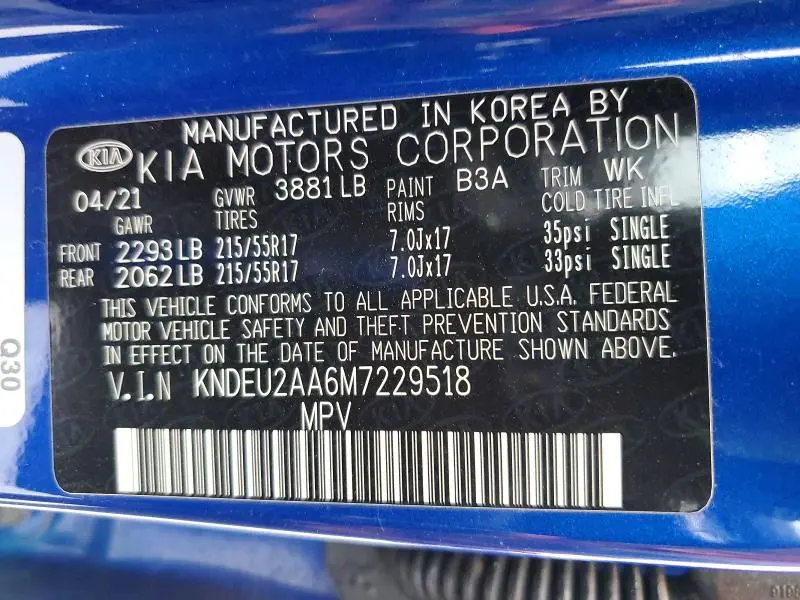 MANUFACTURED IN KOREA BY
KIA KIA MOTORS CORPORATION
04/21 GVWR 3881 LB PAINT B3A TRIM WK
GAWR TIRES RIMS COLD TIRE INFL
FRONT 2293 LB 215/55R17 7.0Jx17 35psi SINGLE
REAR 2062 LB 215/55R17 7.0Jx17 33psi SINGLE
THIS VEHICLE CONFORMS TO ALL APPLICABLE U.S.A. FEDERAL
MOTOR VEHICLE SAFETY AND THEFT PREVENTION STANDARDS
IN EFFECT ON THE DATE OF MANUFACTURE SHOWN ABOVE.
V.I.N KNDEU2AA6M7229518
MPV
Q30